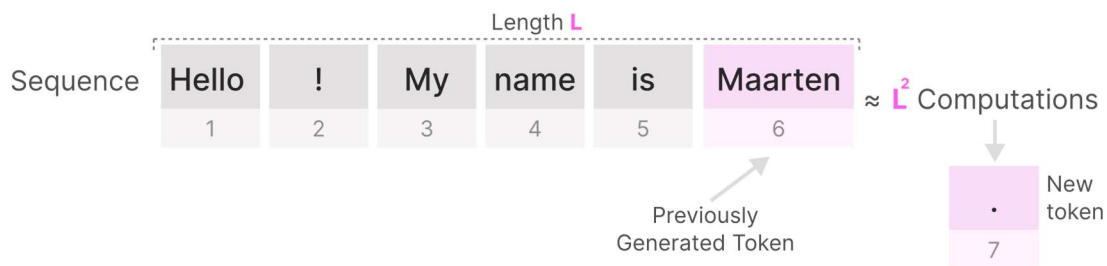 Length L
Sequence Hello ! My name is Maarten
1 2 3 4 5 6
≈ L² Computations
Previously
Generated Token
.
7
New
token